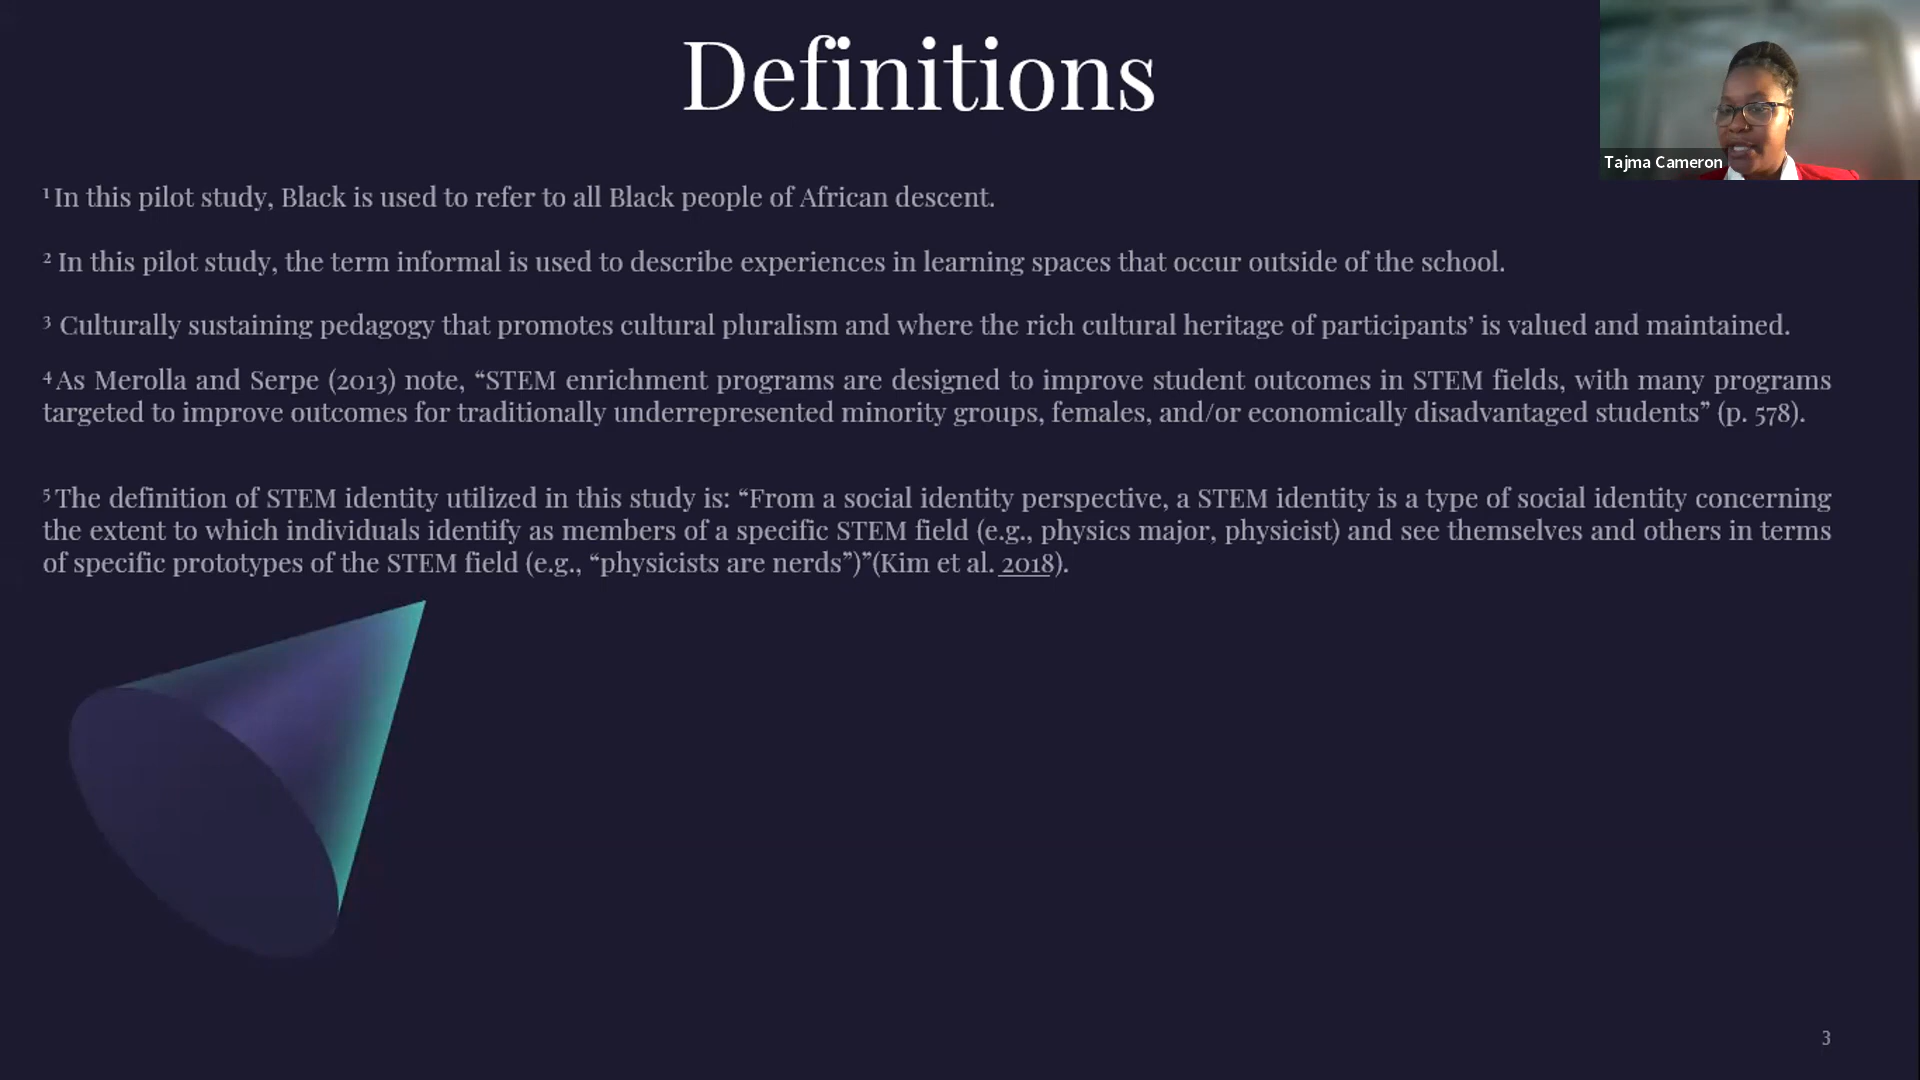 Definitions
Tajma Cameron
¹ In this pilot study, Black is used to refer to all Black people of African descent.
² In this pilot study, the term informal is used to describe experiences in learning spaces that occur outside of the school.
³ Culturally sustaining pedagogy that promotes cultural pluralism and where the rich cultural heritage of participants’ is valued and maintained.
⁴ As Merolla and Serpe (2013) note, “STEM enrichment programs are designed to improve student outcomes in STEM fields, with many programs
targeted to improve outcomes for traditionally underrepresented minority groups, females, and/or economically disadvantaged students” (p. 578).
⁵ The definition of STEM identity utilized in this study is: “From a social identity perspective, a STEM identity is a type of social identity concerning
the extent to which individuals identify as members of a specific STEM field (e.g., physics major, physicist) and see themselves and others in terms
of specific prototypes of the STEM field (e.g., “physicists are nerds”)”(Kim et al. 2018).
3